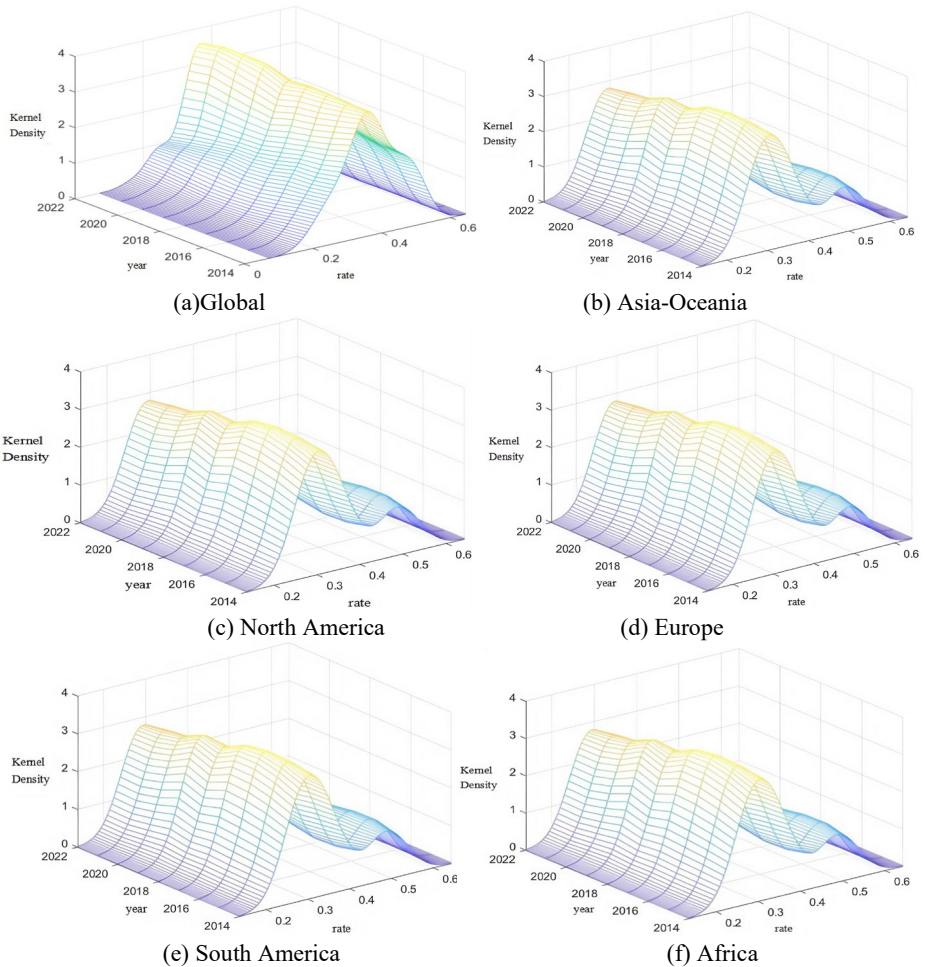 4
3
2
1
0
Kernel
Density
2022
2020
2018
2016
2014
year
0
0.2
0.4
0.6
rate
(a)Global
4
3
2
1
0
Kernel
Density
2022
2020
2018
2016
2014
year
0.2
0.3
0.4
0.5
0.6
rate
(b) Asia-Oceania
4
3
2
1
0
Kernel
Density
2022
2020
2018
2016
2014
year
0.2
0.3
0.4
0.5
0.6
rate
(c) North America
4
3
2
1
0
Kernel
Density
2022
2020
2018
2016
2014
year
0.2
0.3
0.4
0.5
0.6
rate
(d) Europe
4
3
2
1
0
Kernel
Density
2022
2020
2018
2016
2014
year
0.2
0.3
0.4
0.5
0.6
rate
(e) South America
4
3
2
1
0
Kernel
Density
2022
2020
2018
2016
2014
year
0.2
0.3
0.4
0.5
0.6
rate
(f) Africa